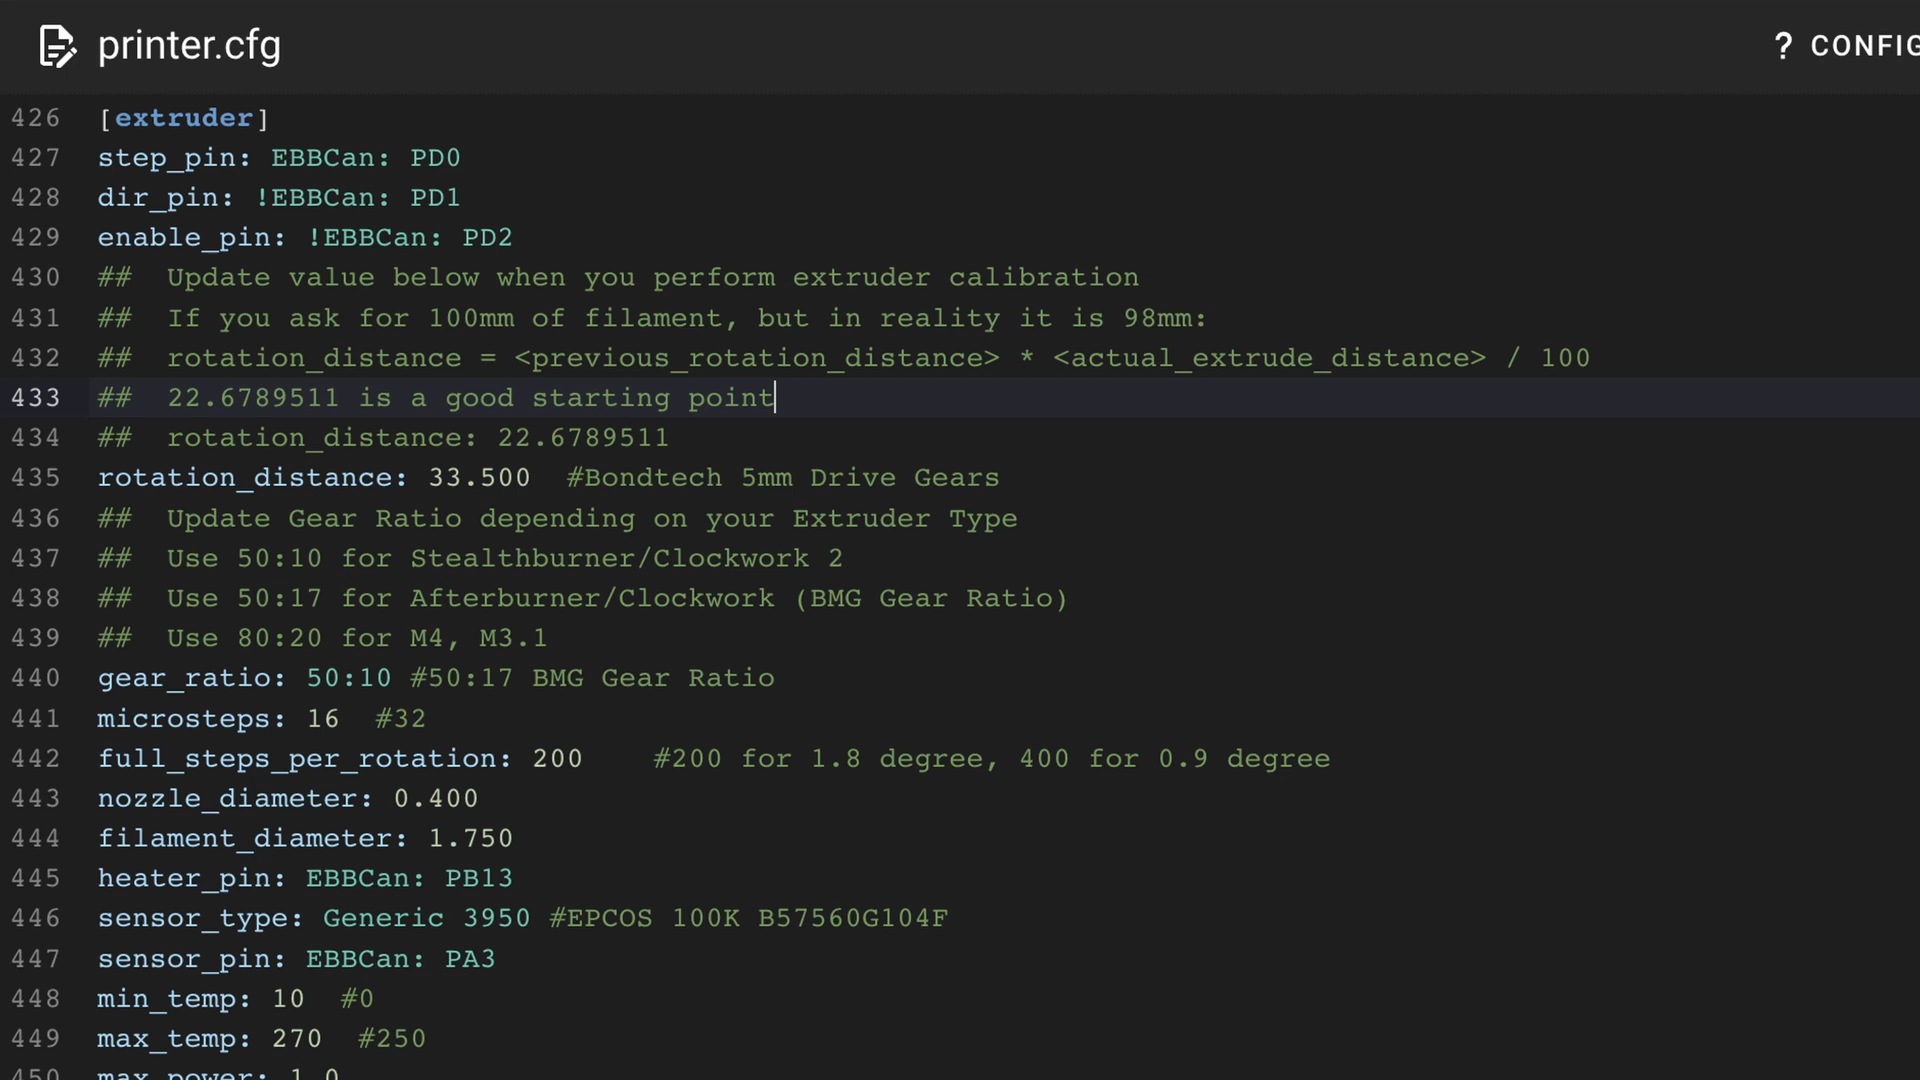 printer.cfg
? CONFIG
426 [extruder]
427 step_pin: EBBCan: PD0
428 dir_pin: !EBBCan: PD1
429 enable_pin: !EBBCan: PD2
430 ##  Update value below when you perform extruder calibration
431 ##  If you ask for 100mm of filament, but in reality it is 98mm:
432 ##  rotation_distance = <previous_rotation_distance> * <actual_extrude_distance> / 100
433 ##  22.6789511 is a good starting point
434 ##  rotation_distance: 22.6789511
435 rotation_distance: 33.500  #Bondtech 5mm Drive Gears
436 ##  Update Gear Ratio depending on your Extruder Type
437 ##  Use 50:10 for Stealthburner/Clockwork 2
438 ##  Use 50:17 for Afterburner/Clockwork (BMG Gear Ratio)
439 ##  Use 80:20 for M4, M3.1
440 gear_ratio: 50:10 #50:17 BMG Gear Ratio
441 microsteps: 16  #32
442 full_steps_per_rotation: 200    #200 for 1.8 degree, 400 for 0.9 degree
443 nozzle_diameter: 0.400
444 filament_diameter: 1.750
445 heater_pin: EBBCan: PB13
446 sensor_type: Generic 3950 #EPCOS 100K B57560G104F
447 sensor_pin: EBBCan: PA3
448 min_temp: 10  #0
449 max_temp: 270  #250
450 max_power: 1.0